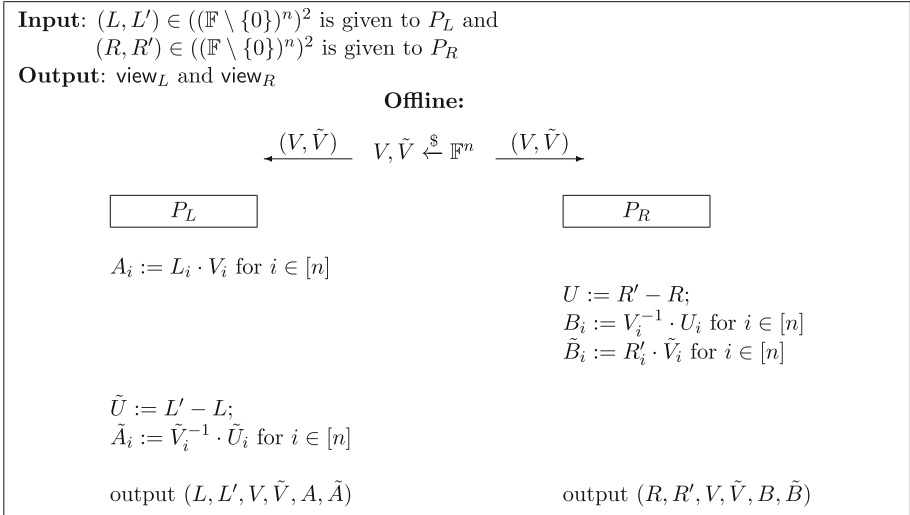 Input: (L, L′) ∈ ((𝔽 \ {0})ⁿ)² is given to P_L and
(R, R′) ∈ ((𝔽 \ {0})ⁿ)² is given to P_R
Output: view_L and view_R
Offline:
(V, Ṽ) V, Ṽ ←$ 𝔽ⁿ (V, Ṽ)
P_L P_R
A_i := L_i · V_i for i ∈ [n]
U := R′ − R;
B_i := V_i⁻¹ · U_i for i ∈ [n]
B̃_i := R′_i · Ṽ_i for i ∈ [n]
Ũ := L′ − L;
Ã_i := Ṽ_i⁻¹ · Ũ_i for i ∈ [n]
output (L, L′, V, Ṽ, A, Ã) output (R, R′, V, Ṽ, B, B̃)